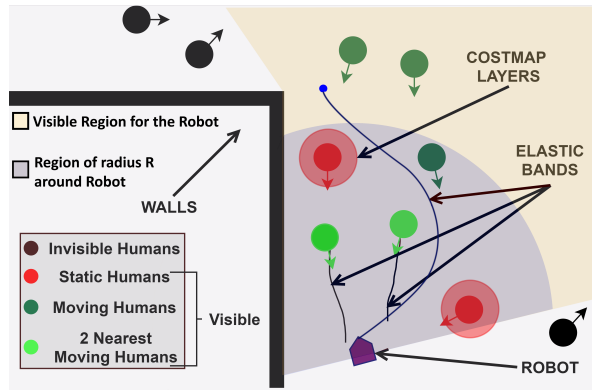 COSTMAP
LAYERS
Visible Region for the Robot
Region of radius R
around Robot
ELASTIC
BANDS
WALLS
Invisible Humans
Static Humans
Moving Humans
2 Nearest
Moving Humans
Visible
ROBOT